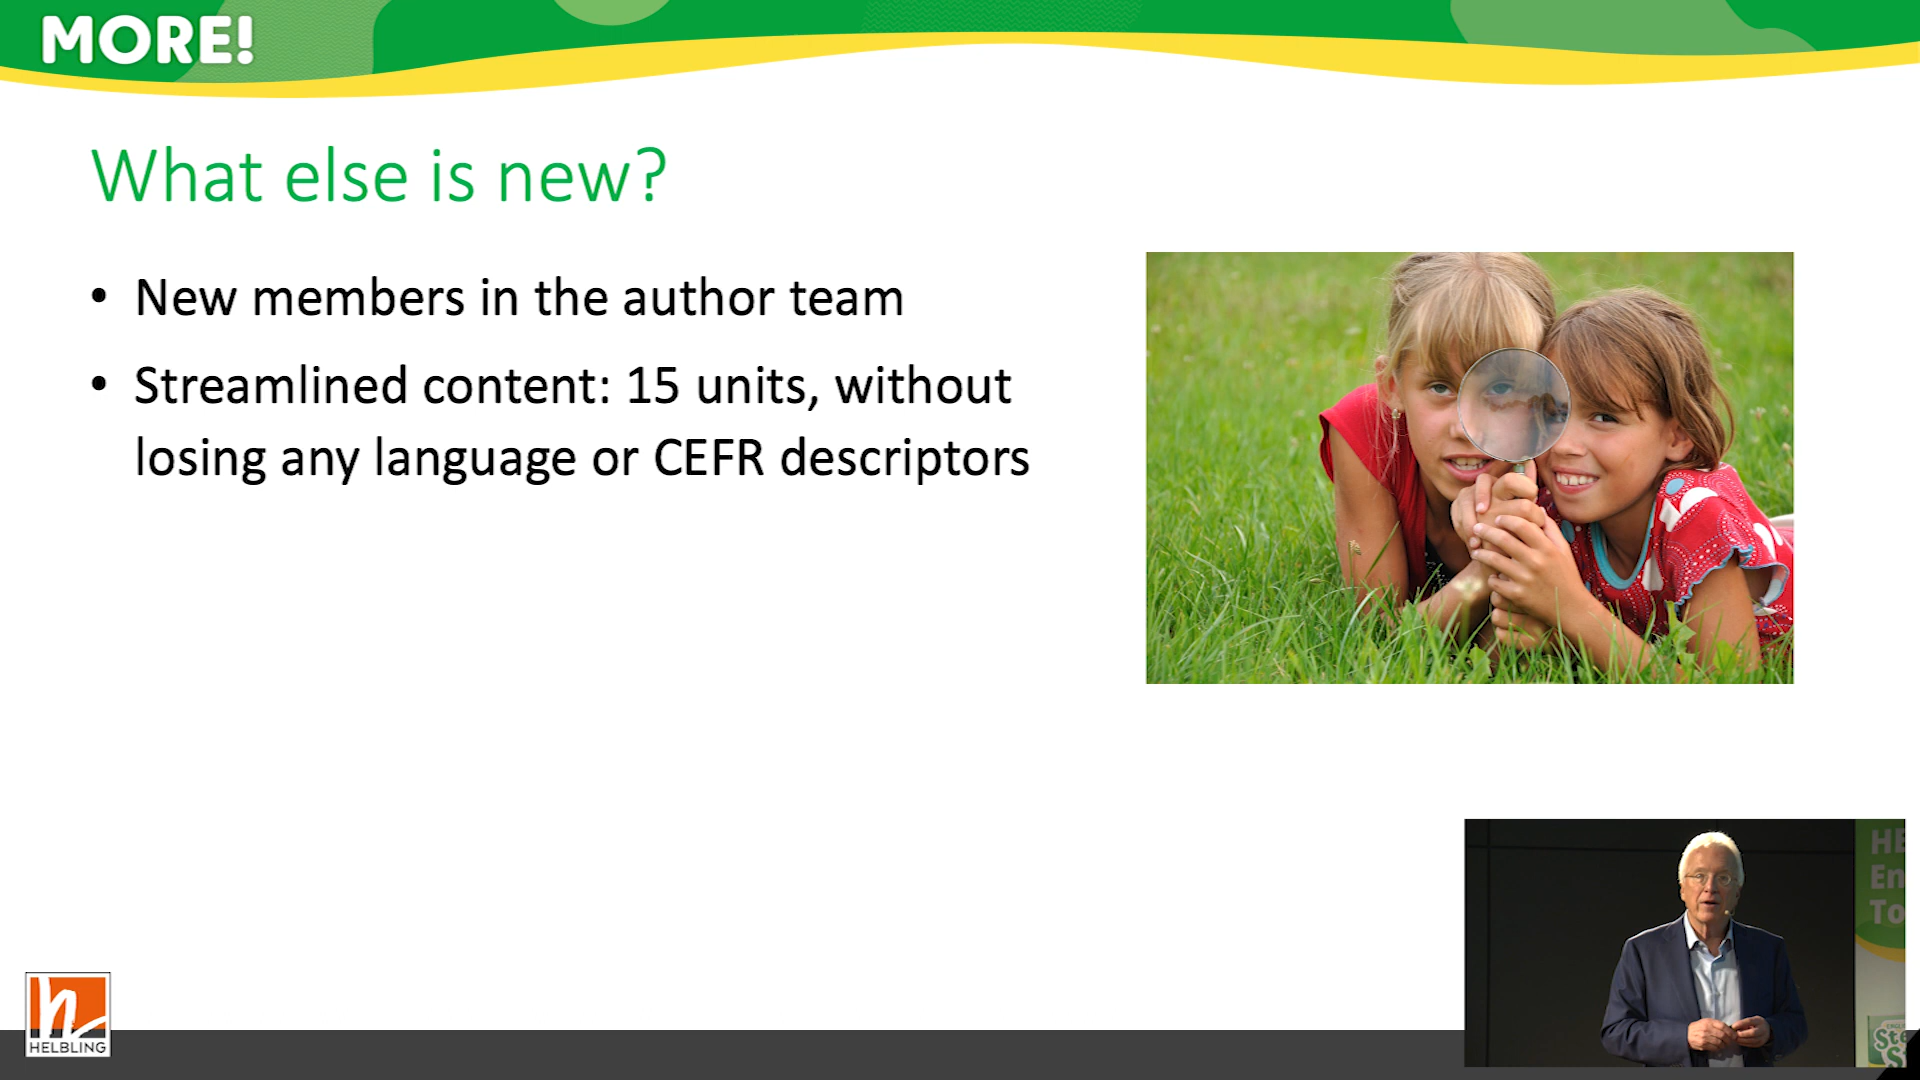 MORE!
What else is new?
• New members in the author team
• Streamlined content: 15 units, without
losing any language or CEFR descriptors
HELBLING